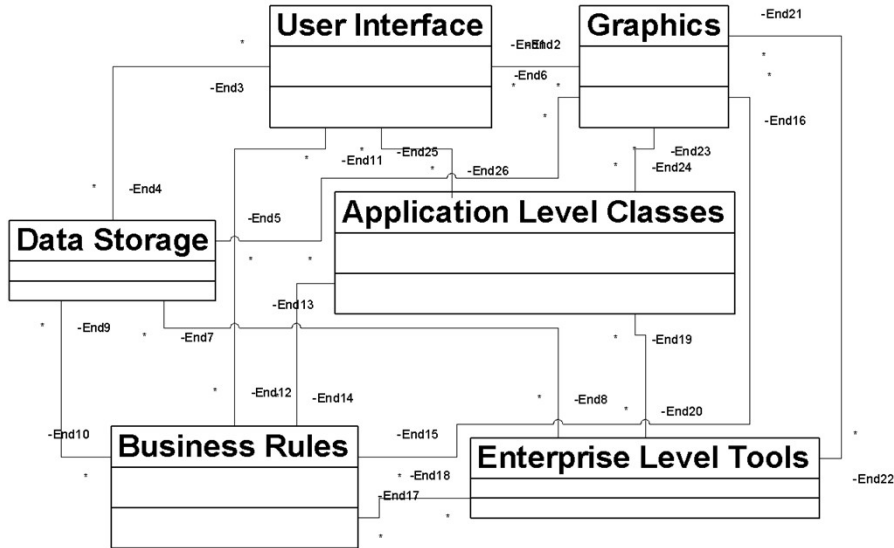 User Interface
Graphics
-End21
*
-End1
-End2
*
-End3
-End6
*
*
*
*
-End16
*
-End11
-End25
-End23
*
*
*
*
-End26
*
-End24
*
-End4
-End5
Application Level Classes
Data Storage
*
*
-End13
*
-End9
*
-End7
*
*
-End19
*
-End12
-End14
*
-End8
*
-End20
-End10
Business Rules
-End15
Enterprise Level Tools
*
*
*
-End18
-End22
-End17
*
*